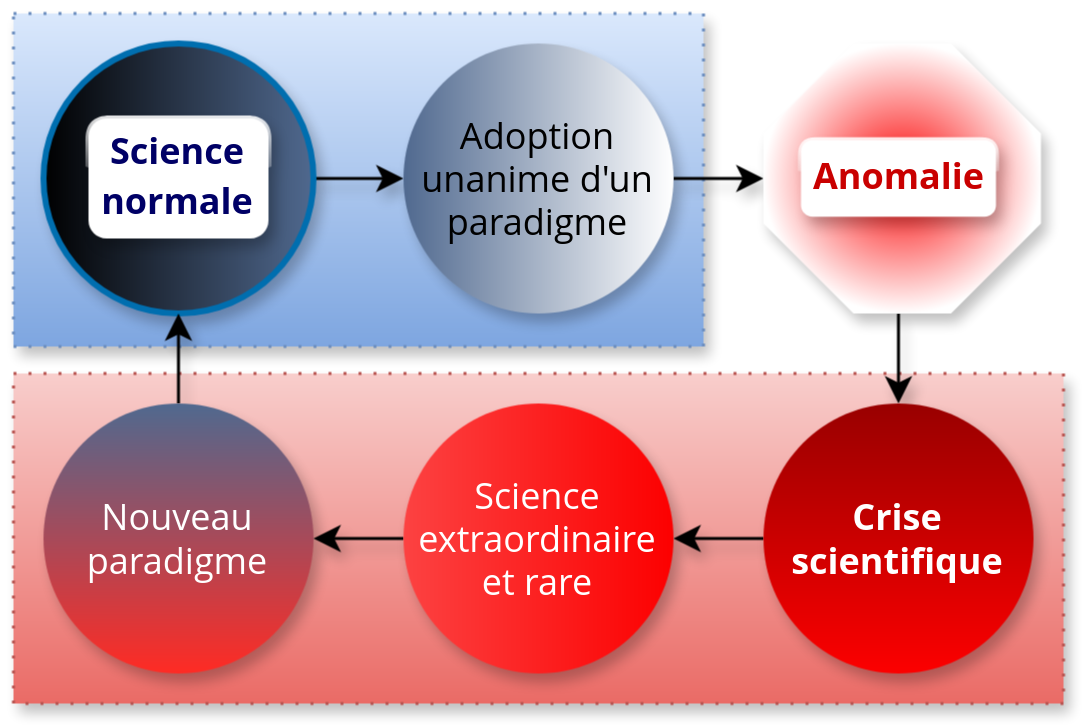 Science
normale
Adoption
unanime d'un
paradigme
Anomalie
Nouveau
paradigme
Science
extraordinaire
et rare
Crise
scientifique